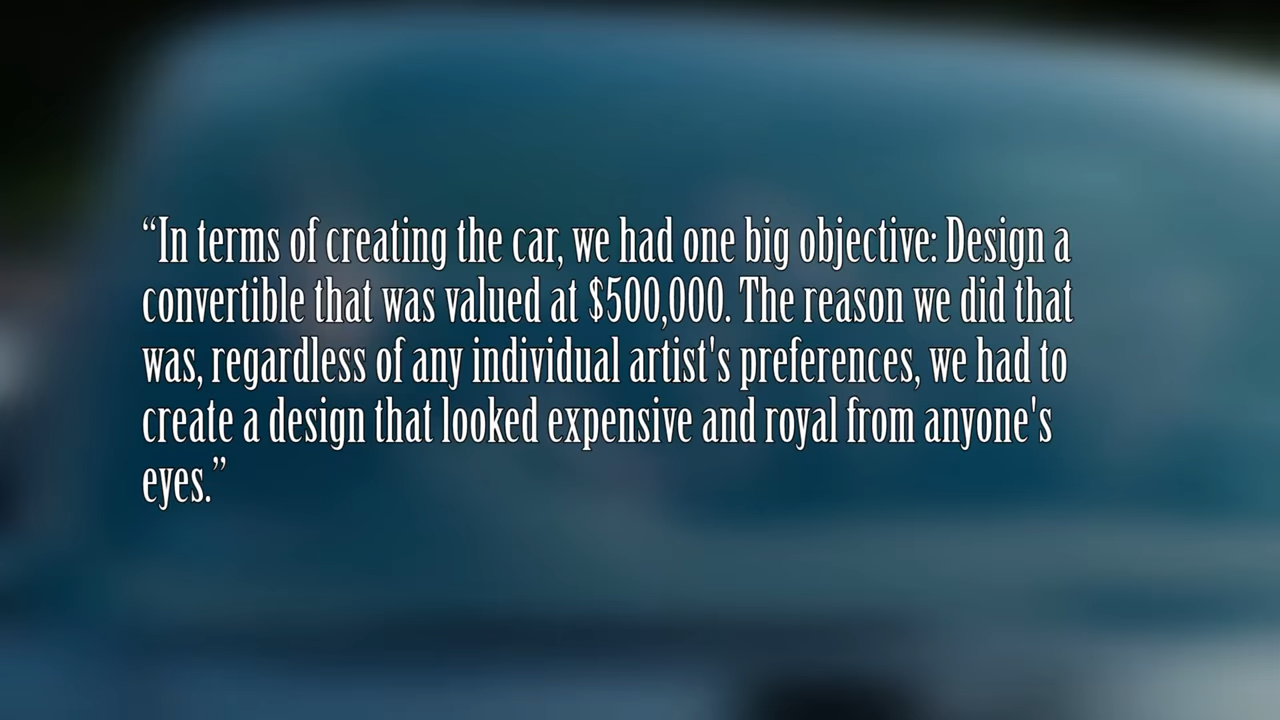 “In terms of creating the car, we had one big objective: Design a
convertible that was valued at $500,000. The reason we did that
was, regardless of any individual artist's preferences, we had to
create a design that looked expensive and royal from anyone's
eyes.”